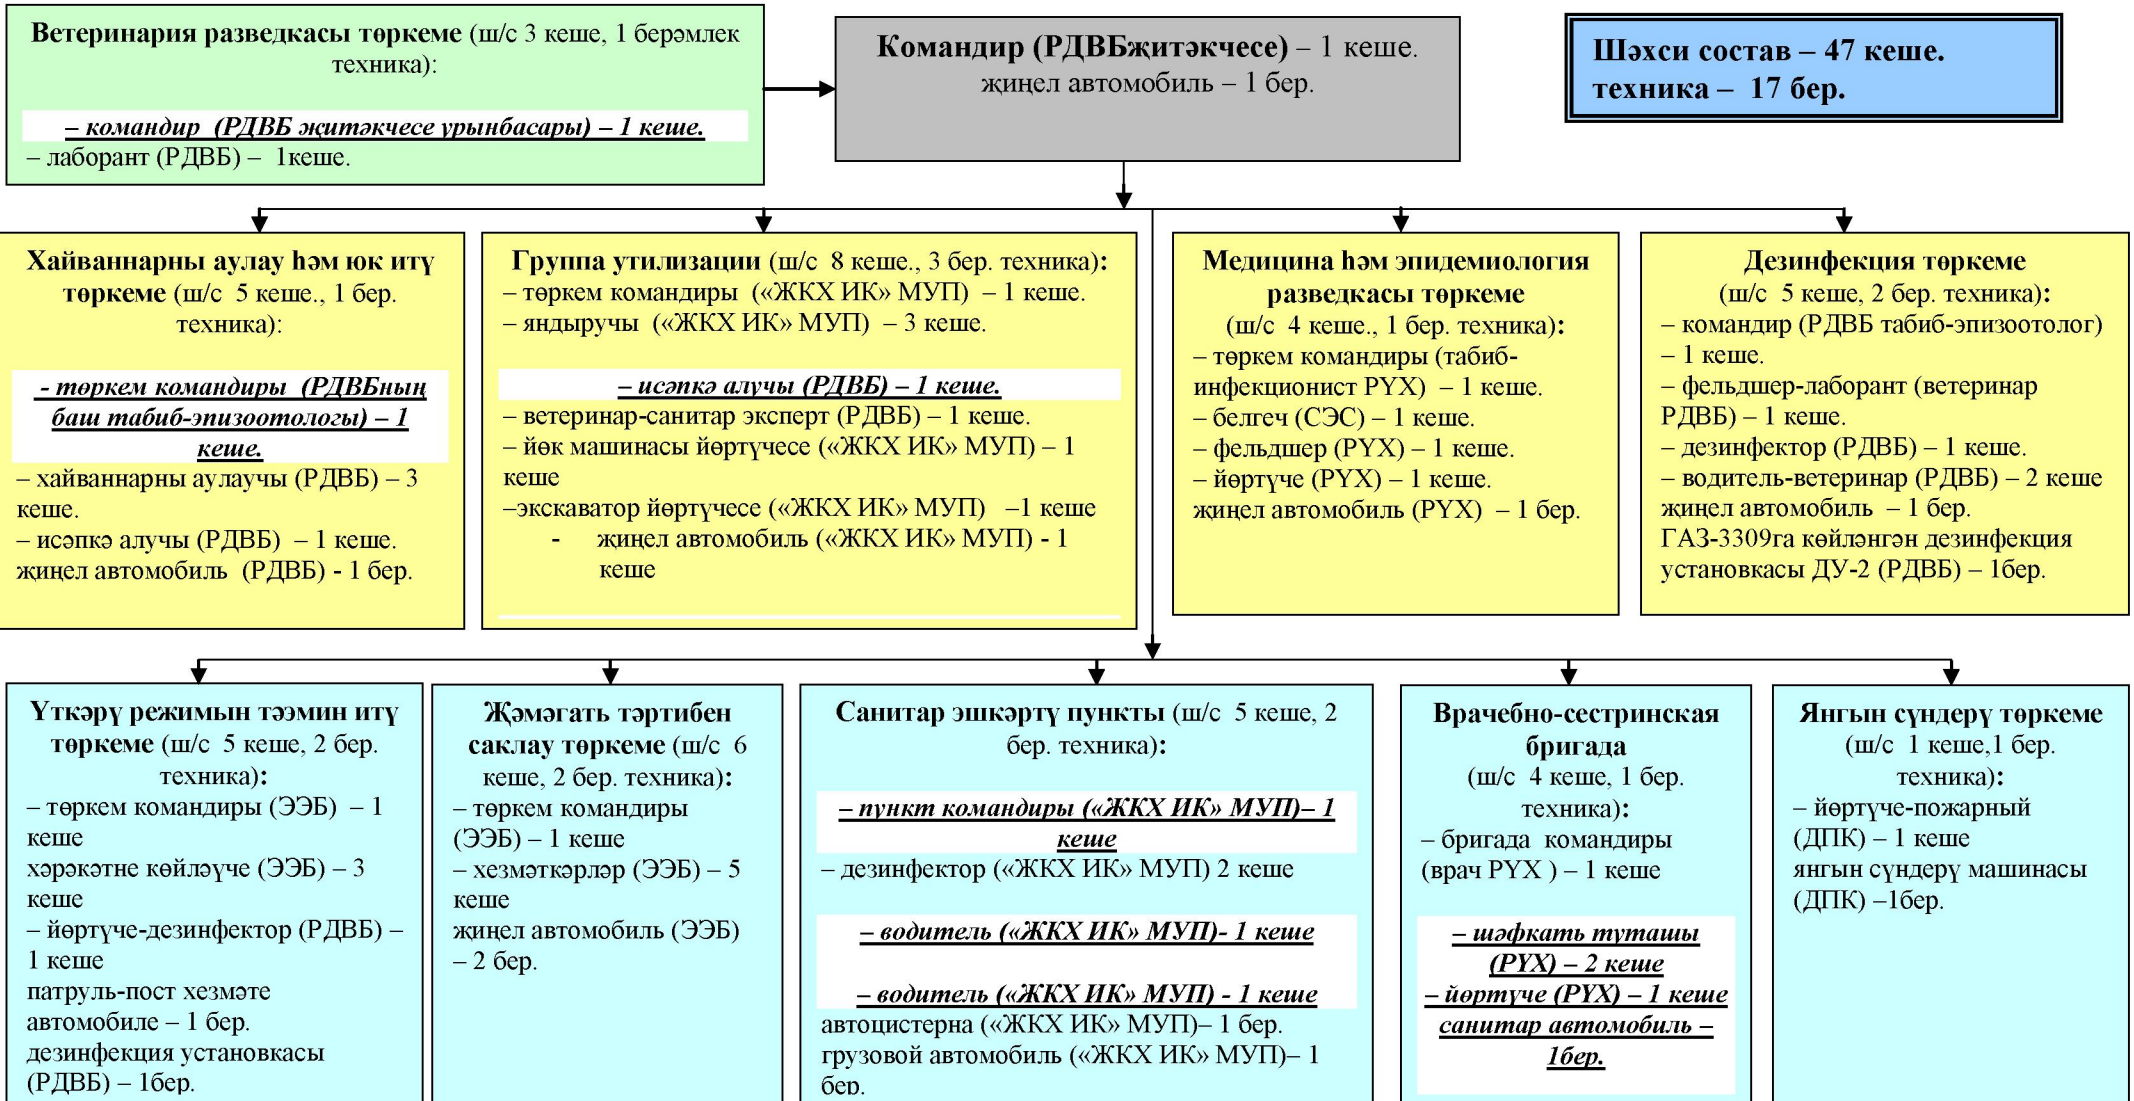 Ветеринария разведкасы төркеме (ш/с 3 кеше, 1 берәмлек
техника):
– командир (РДВБ җитәкчесе урынбасары) – 1 кеше.
– лаборант (РДВБ) – 1кеше.
Командир (РДВБҗитәкчесе) – 1 кеше.
җиңел автомобиль – 1 бер.
Шәхси состав – 47 кеше.
техника – 17 бер.
Хайваннарны аулау һәм юк итү
төркеме (ш/с 5 кеше., 1 бер.
техника):
- төркем командиры (РДВБның
баш табиб-эпизоотологы) – 1
кеше.
– хайваннарны аулаучы (РДВБ) – 3
кеше.
– исәпкә алучы (РДВБ) – 1 кеше.
җиңел автомобиль (РДВБ) - 1 бер.
Группа утилизации (ш/с 8 кеше., 3 бер. техника):
– төркем командиры («ЖКХ ИК» МУП) – 1 кеше.
– яндыручы («ЖКХ ИК» МУП) – 3 кеше.
– исәпкә алучы (РДВБ) – 1 кеше.
– ветеринар-санитар эксперт (РДВБ) – 1 кеше.
– йөк машинасы йөртүчесе («ЖКХ ИК» МУП) – 1
кеше
–экскаватор йөртүчесе («ЖКХ ИК» МУП) –1 кеше
- җиңел автомобиль («ЖКХ ИК» МУП) - 1
кеше
Медицина һәм эпидемиология
разведкасы төркеме
(ш/с 4 кеше., 1 бер. техника):
– төркем командиры (табиб-
инфекционист РҮХ) – 1 кеше.
– белгеч (СЭС) – 1 кеше.
– фельдшер (РҮХ) – 1 кеше.
– йөртүче (РҮХ) – 1 кеше.
җиңел автомобиль (РҮХ) – 1 бер.
Дезинфекция төркеме
(ш/с 5 кеше, 2 бер. техника):
– командир (РДВБ табиб-эпизоотолог)
– 1 кеше.
– фельдшер-лаборант (ветеринар
РДВБ) – 1 кеше.
– дезинфектор (РДВБ) – 1 кеше.
– водитель-ветеринар (РДВБ) – 2 кеше
җиңел автомобиль – 1 бер.
ГАЗ-3309га көйләнгән дезинфекция
установкасы ДУ-2 (РДВБ) – 1бер.
Үткәрү режимын тәэмин итү
төркеме (ш/с 5 кеше, 2 бер.
техника):
– төркем командиры (ЭЭБ) – 1
кеше
хәрәкәтне көйләүче (ЭЭБ) – 3
кеше
– йөртүче-дезинфектор (РДВБ) –
1 кеше
патруль-пост хезмәте
автомобиле – 1 бер.
дезинфекция установкасы
(РДВБ) – 1бер.
Җәмәгать тәртибен
саклау төркеме (ш/с 6
кеше, 2 бер. техника):
– төркем командиры
(ЭЭБ) – 1 кеше
– хезмәткәрләр (ЭЭБ) – 5
кеше
җиңел автомобиль (ЭЭБ)
– 2 бер.
Санитар эшкәртү пункты (ш/с 5 кеше, 2
бер. техника):
– пункт командиры («ЖКХ ИК» МУП)– 1
кеше
– дезинфектор («ЖКХ ИК» МУП) 2 кеше
– водитель («ЖКХ ИК» МУП)- 1 кеше
– водитель («ЖКХ ИК» МУП) - 1 кеше
автоцистерна («ЖКХ ИК» МУП)– 1 бер.
грузовой автомобиль («ЖКХ ИК» МУП)– 1
бер.
Врачебно-сестринская
бригада
(ш/с 4 кеше, 1 бер.
техника):
– бригада командиры
(врач РҮХ ) – 1 кеше
– шәфкать туташы
(РҮХ) – 2 кеше
– йөртүче (РҮХ) – 1 кеше
санитар автомобиль –
1бер.
Янгын сүндерү төркеме
(ш/с 1 кеше,1 бер.
техника):
– йөртүче-пожарный
(ДПК) – 1 кеше
янгын сүндерү машинасы
(ДПК) –1бер.